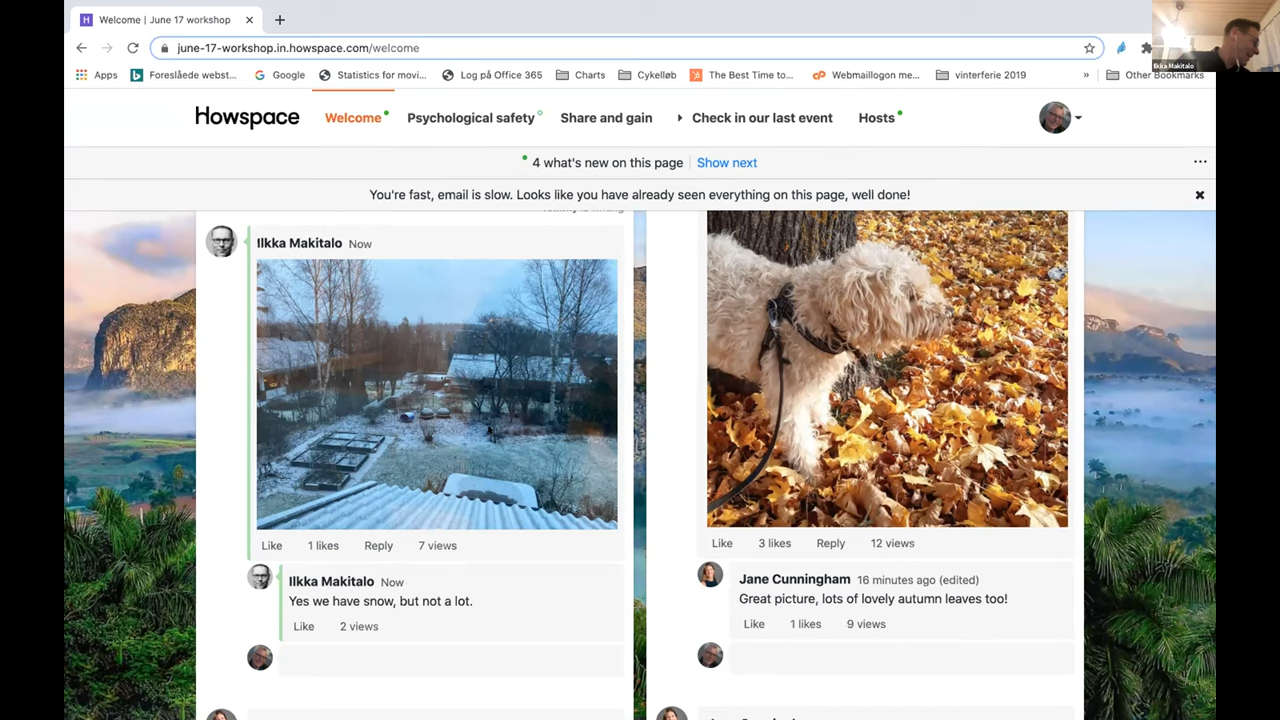 H Welcome | June 17 workshop
june-17-workshop.in.howspace.com/welcome
Apps Foreslåede webst... Google Statistics for movi... Log på Office 365 Charts Cykelløb The Best Time to... Webmaillogon me... vinterferie 2019 » Other Bookmarks
Ilkka Makitalo
Howspace Welcome Psychological safety Share and gain Check in our last event Hosts
4 what's new on this page Show next
You're fast, email is slow. Looks like you have already seen everything on this page, well done!
Ilkka Makitalo Now
Like 1 likes Reply 7 views
Ilkka Makitalo Now
Yes we have snow, but not a lot.
Like 2 views
Like 3 likes Reply 12 views
Jane Cunningham 16 minutes ago (edited)
Great picture, lots of lovely autumn leaves too!
Like 1 likes 9 views